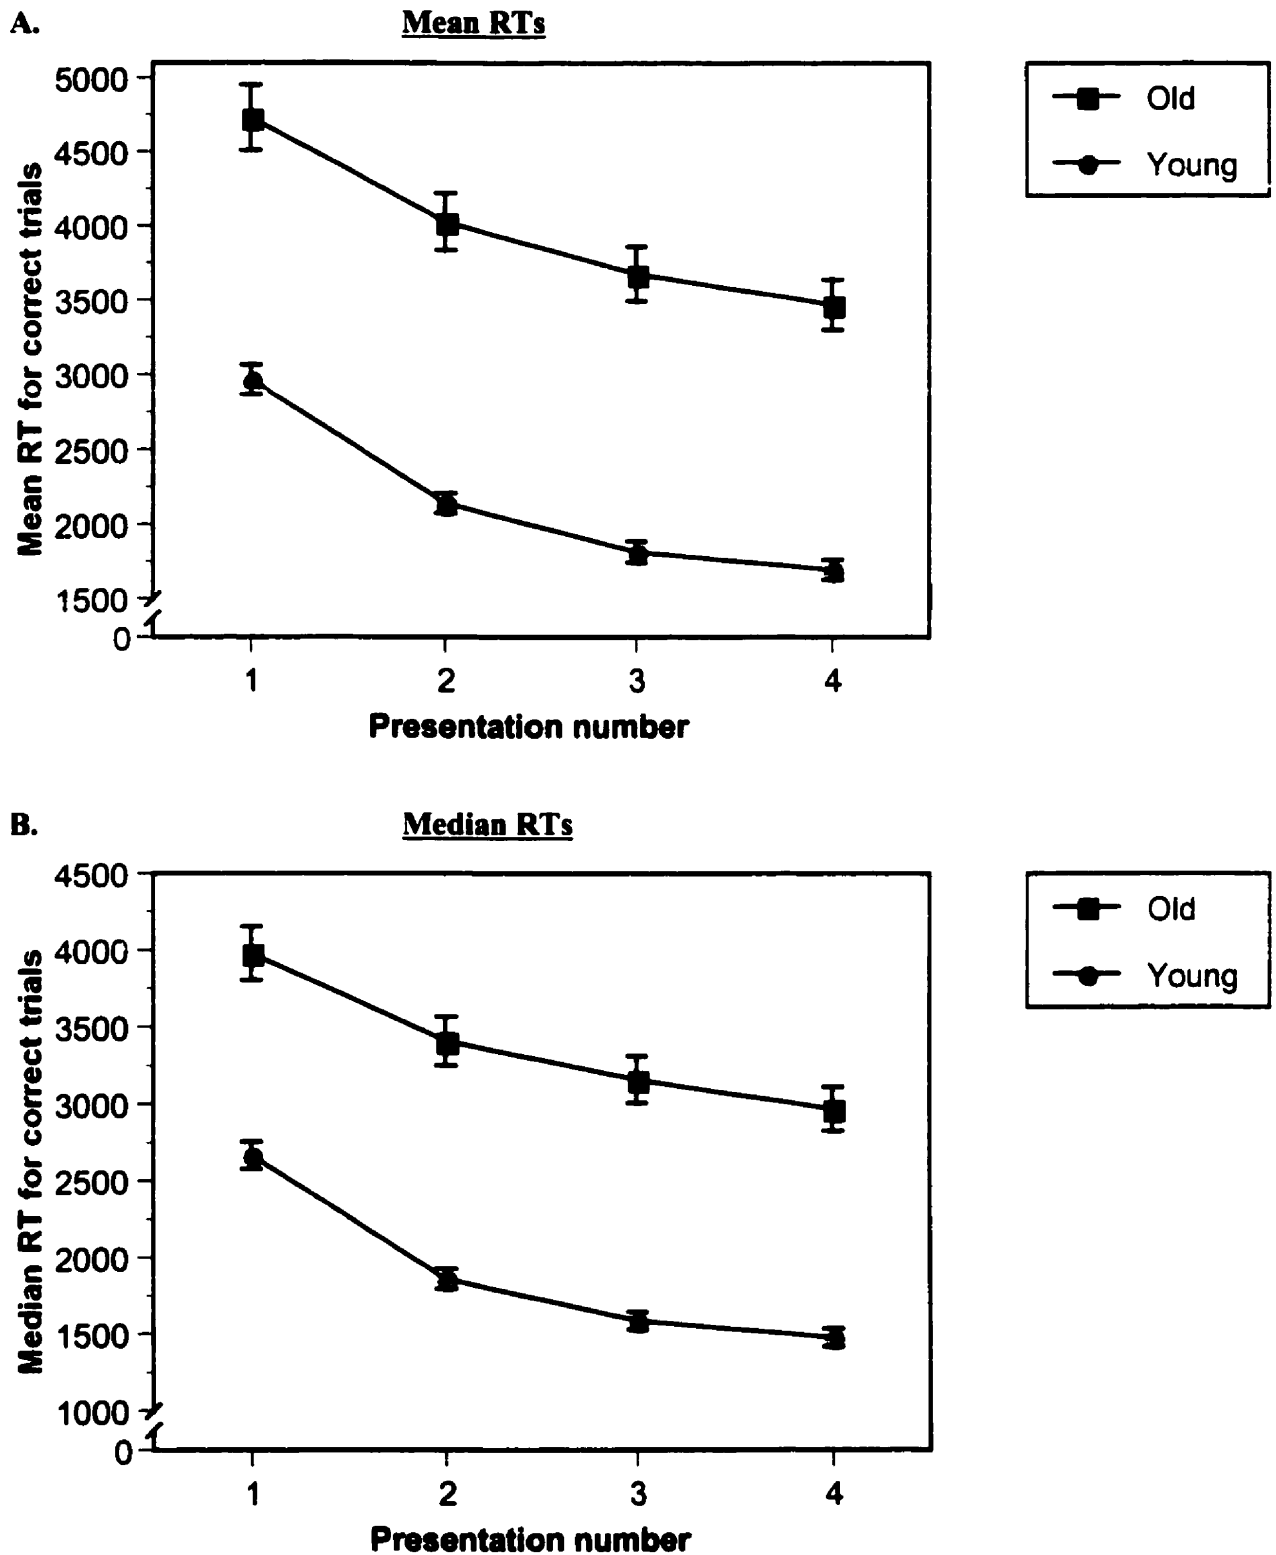 A.
Mean RTs
5000
4500
4000
3500
3000
2500
2000
1500
0
Mean RT for correct trials
1
2
3
4
Presentation number
Old
Young
B.
Median RTs
4500
4000
3500
3000
2500
2000
1500
1000
0
Median RT for correct trials
1
2
3
4
Presentation number
Old
Young